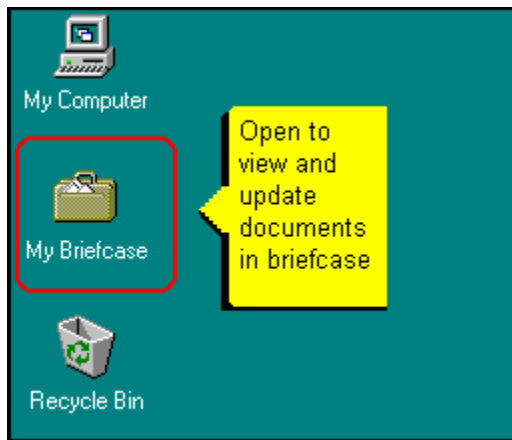 My Computer
Open to
view and
update
documents
in briefcase
My Briefcase
Recycle Bin